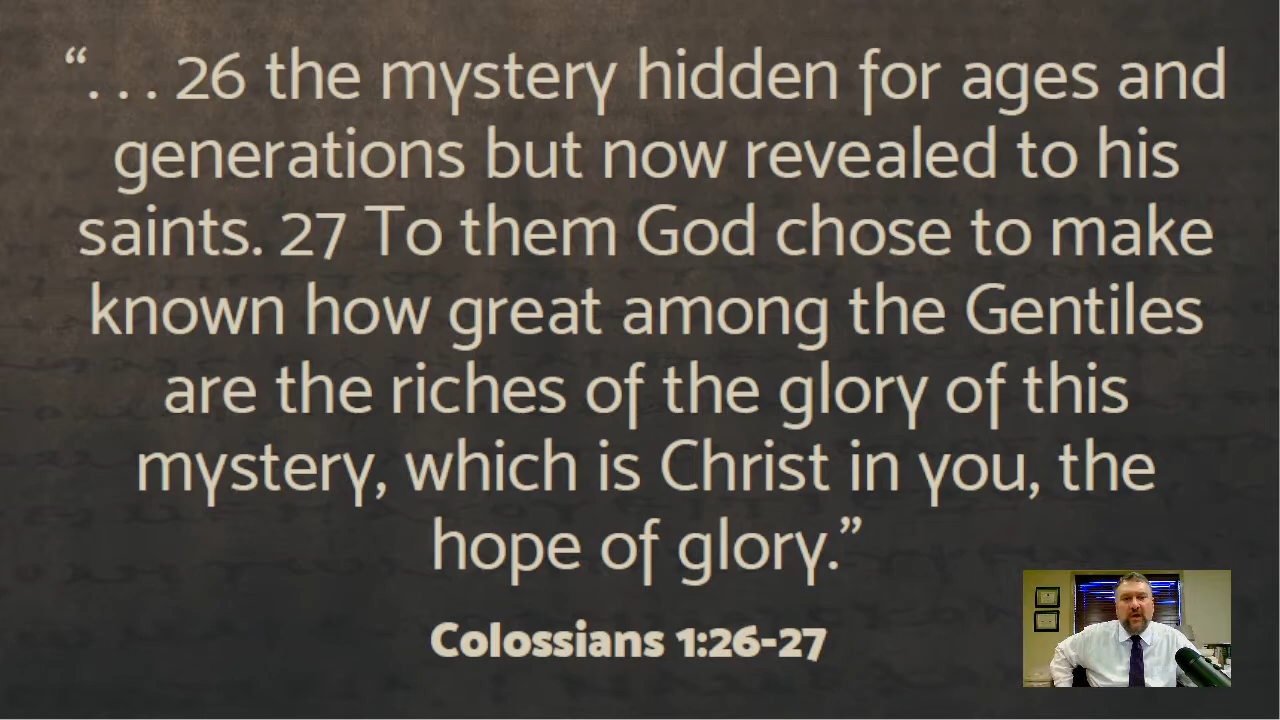 “. . . 26 the mystery hidden for ages and
generations but now revealed to his
saints. 27 To them God chose to make
known how great among the Gentiles
are the riches of the glory of this
mystery, which is Christ in you, the
hope of glory.”
Colossians 1:26-27